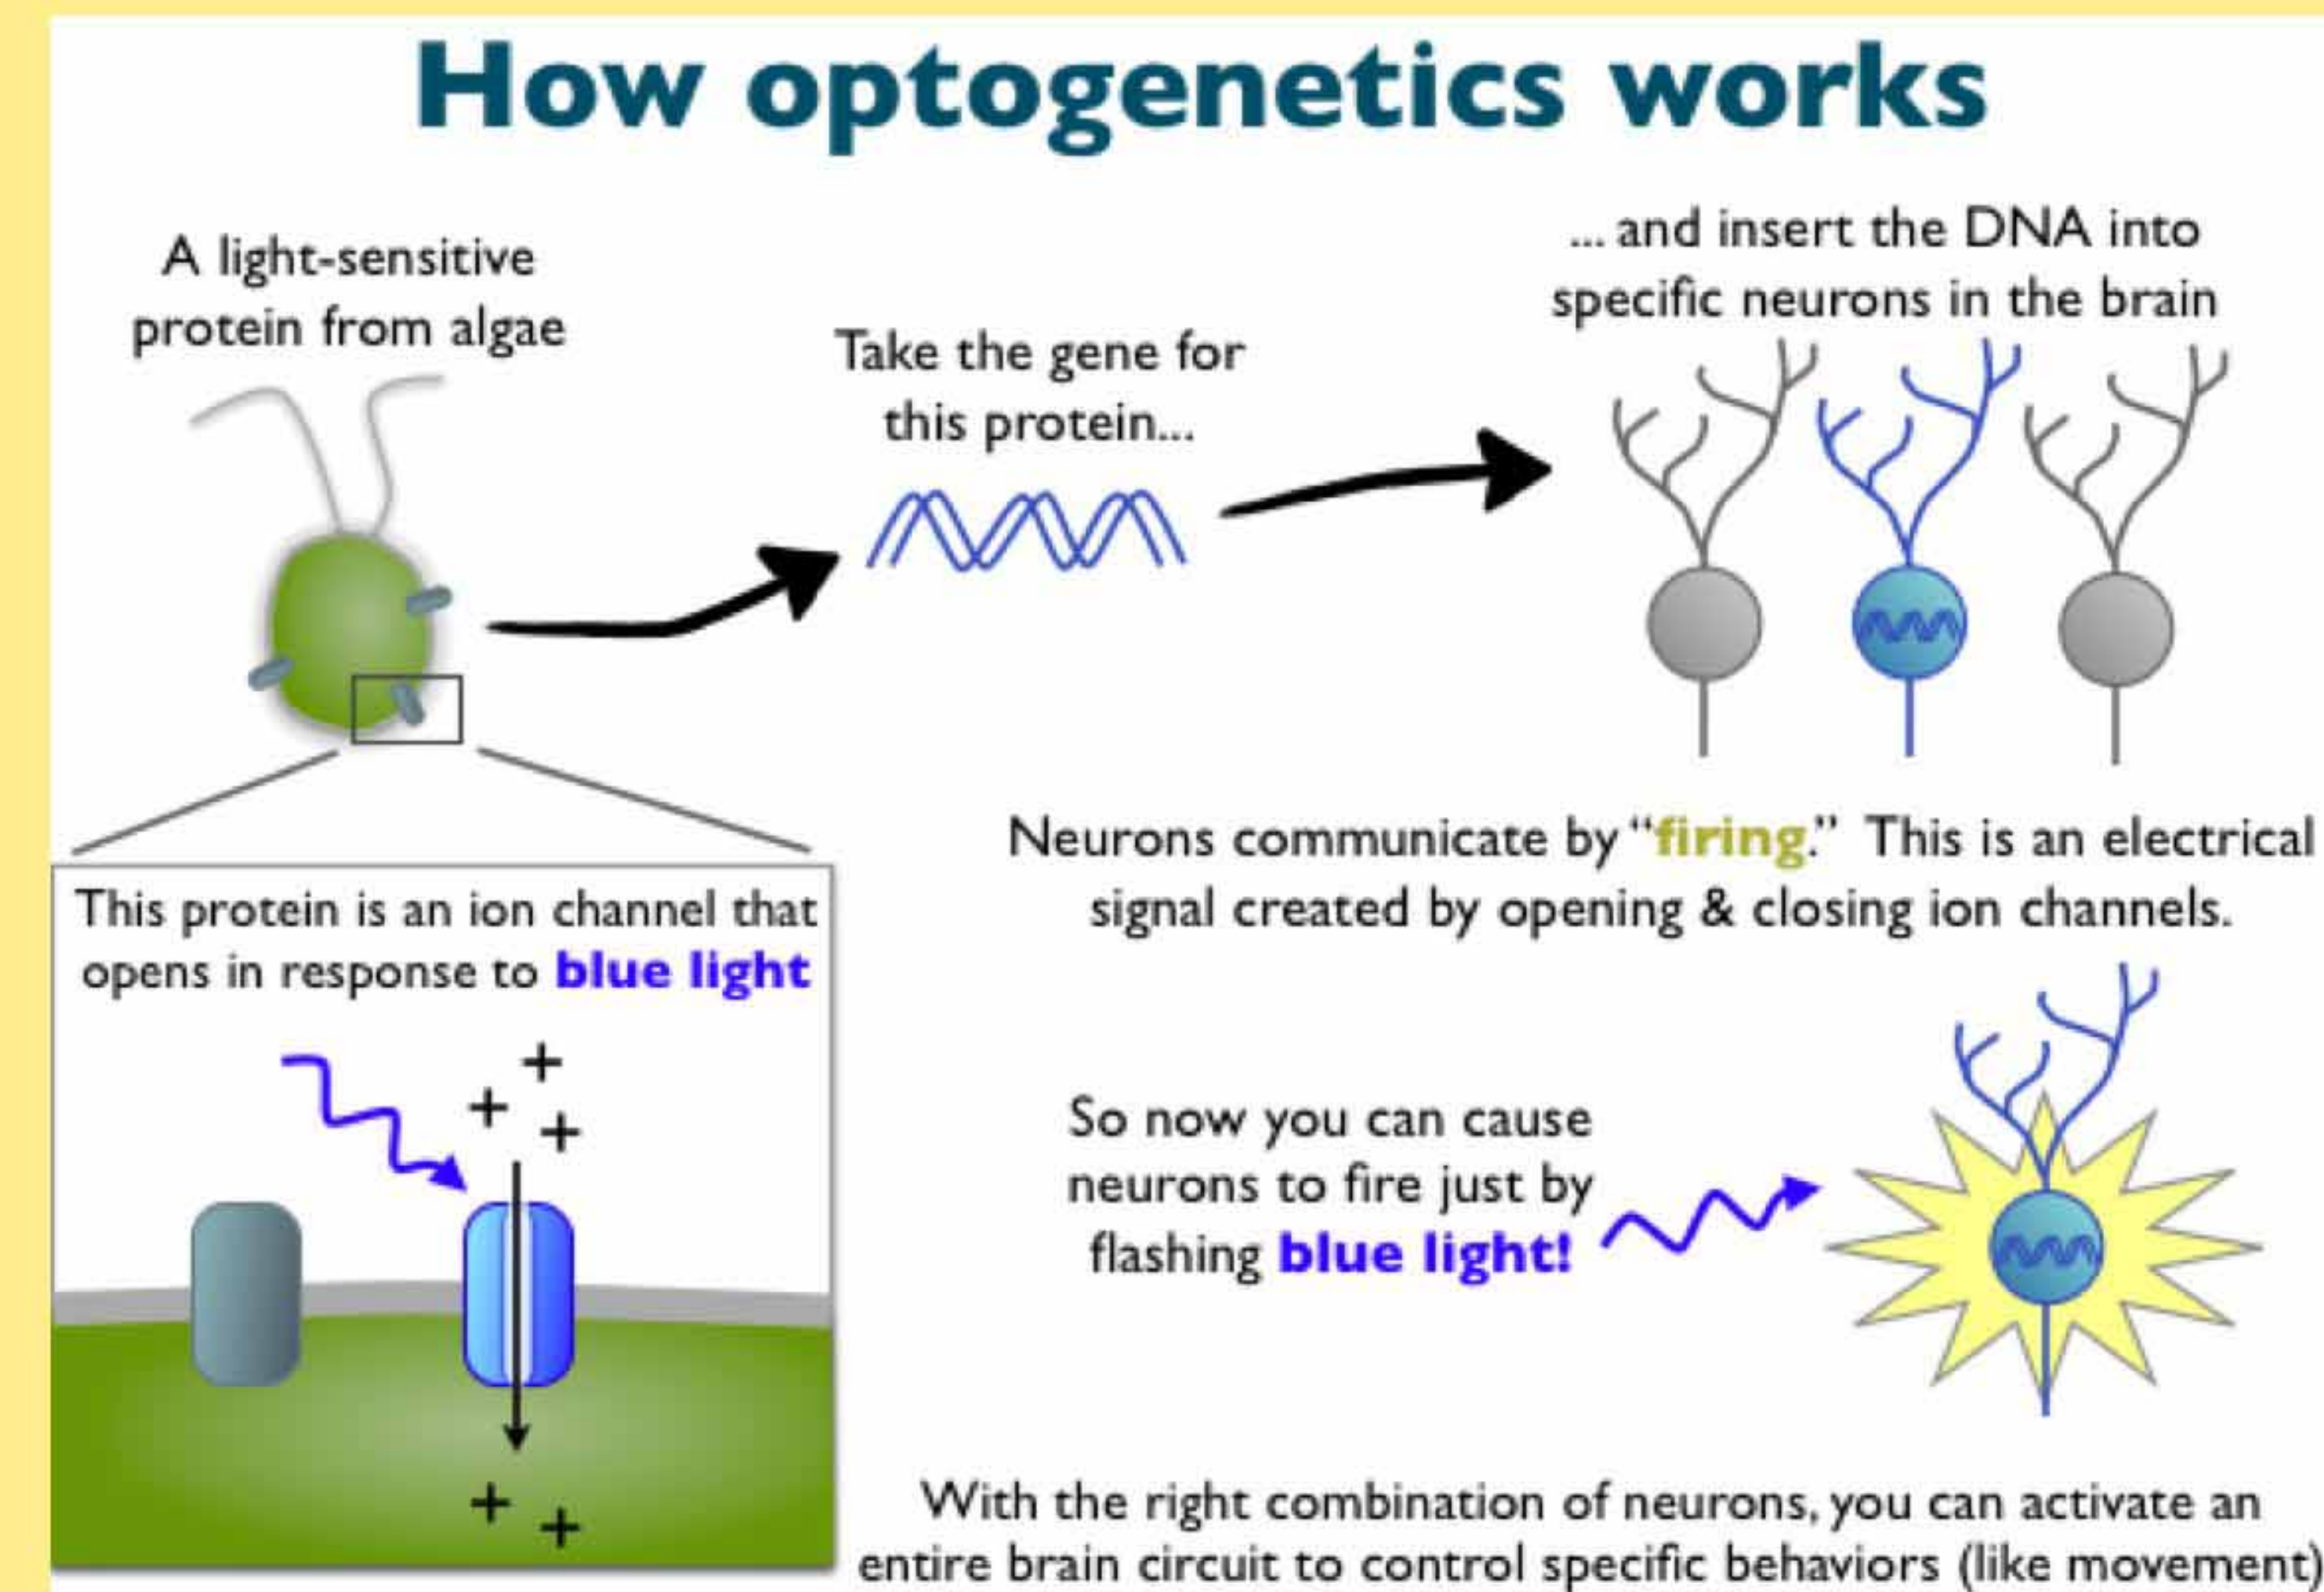 How optogenetics works
A light-sensitive
protein from algae
Take the gene for
this protein...
... and insert the DNA into
specific neurons in the brain
This protein is an ion channel that
opens in response to blue light
+
+
+
+
+
Neurons communicate by “firing.” This is an electrical
signal created by opening & closing ion channels.
So now you can cause
neurons to fire just by
flashing blue light!
With the right combination of neurons, you can activate an
entire brain circuit to control specific behaviors (like movement)